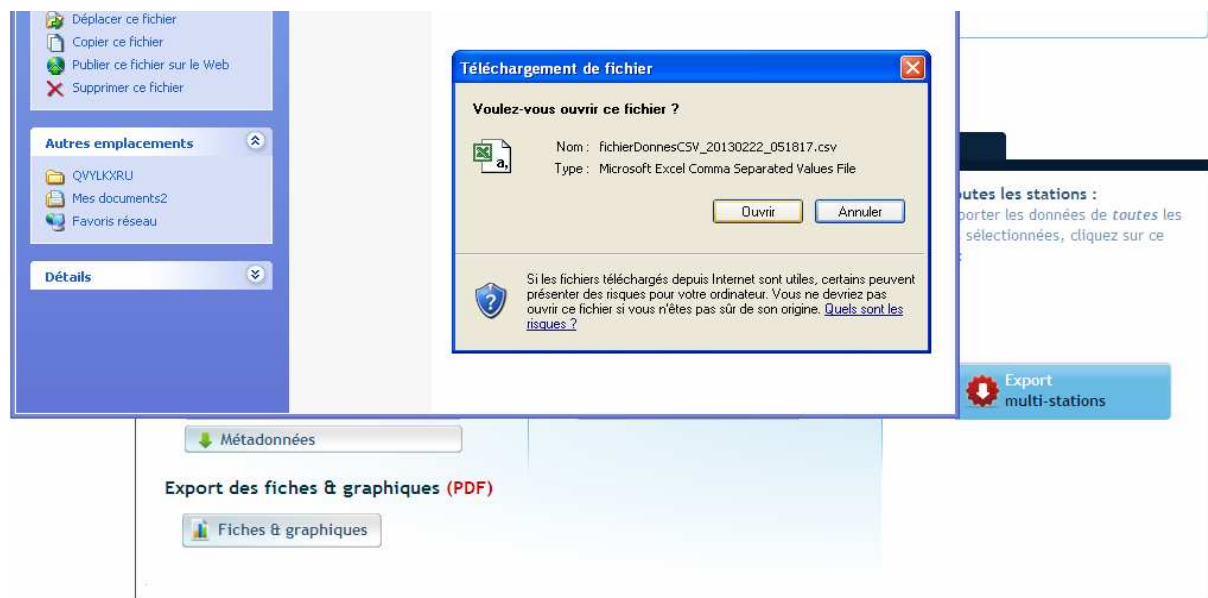 Déplacer ce fichier
Copier ce fichier
Publier ce fichier sur le Web
Supprimer ce fichier
Autres emplacements
QVYLKXRU
Mes documents2
Favoris réseau
Détails
Téléchargement de fichier
Voulez-vous ouvrir ce fichier ?
Nom : fichierDonnesCSV_20130222_051817.csv
Type : Microsoft Excel Comma Separated Values File
Ouvrir
Annuler
Si les fichiers téléchargés depuis Internet sont utiles, certains peuvent
présenter des risques pour votre ordinateur. Vous ne devriez pas
ouvrir ce fichier si vous n'êtes pas sûr de son origine. Quels sont les
risques ?
outes les stations :
porter les données de toutes les
sélectionnées, cliquez sur ce
Export
multi-stations
Métadonnées
Export des fiches & graphiques (PDF)
Fiches & graphiques